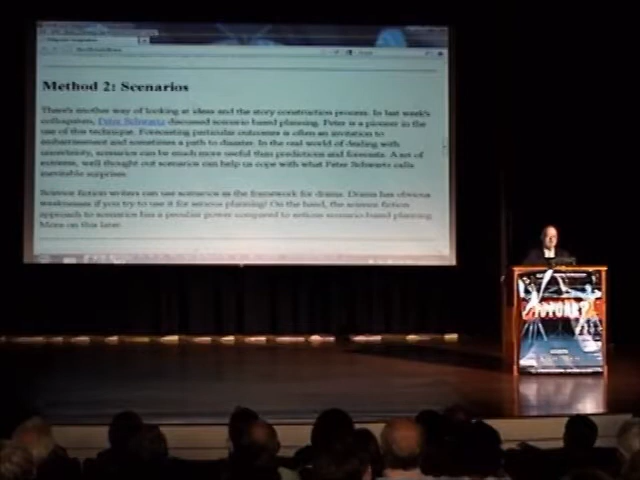 Method 2: Scenarios
There's another way of looking at ideas and the story construction process. In last week's
colloquium, Peter Schwartz discussed scenario based planning. Peter is a pioneer in the
use of this technique. Forecasting particular outcomes is often an invitation to
embarrassment and sometimes a path to disaster. In the real world of dealing with
uncertainty, scenarios can be much more useful than predictions and forecasts. A set of
extreme, well thought out scenarios can help us cope with what Peter Schwartz calls
inevitable surprises.
Science fiction writers can use scenarios as the framework for drama. Drama has obvious
weaknesses if you try to use it for serious planning! On the hand, the science fiction
approach to scenarios has a peculiar power compared to serious scenario-based planning.
More on this later.